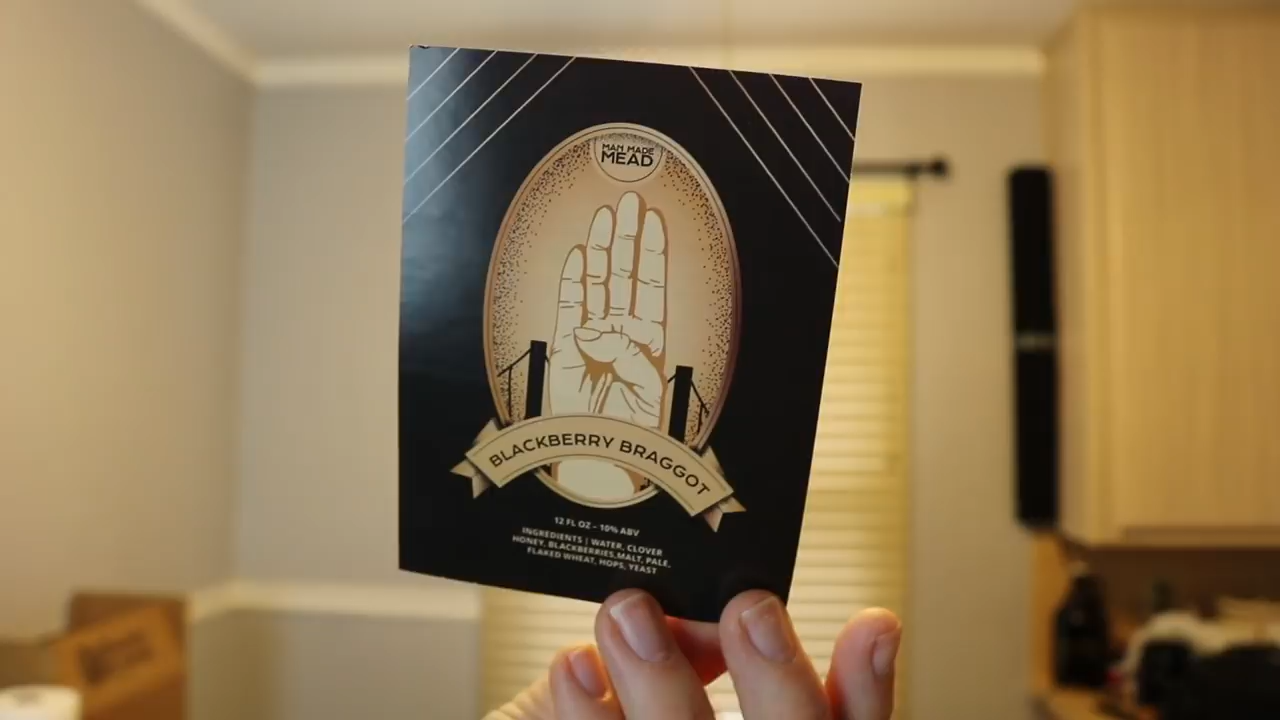 MAN MADE
MEAD
BLACKBERRY BRAGGOT
12 FL OZ - 10% ABV
INGREDIENTS | WATER, CLOVER
HONEY, BLACKBERRIES,MALT, PALE,
FLAKED WHEAT, HOPS, YEAST